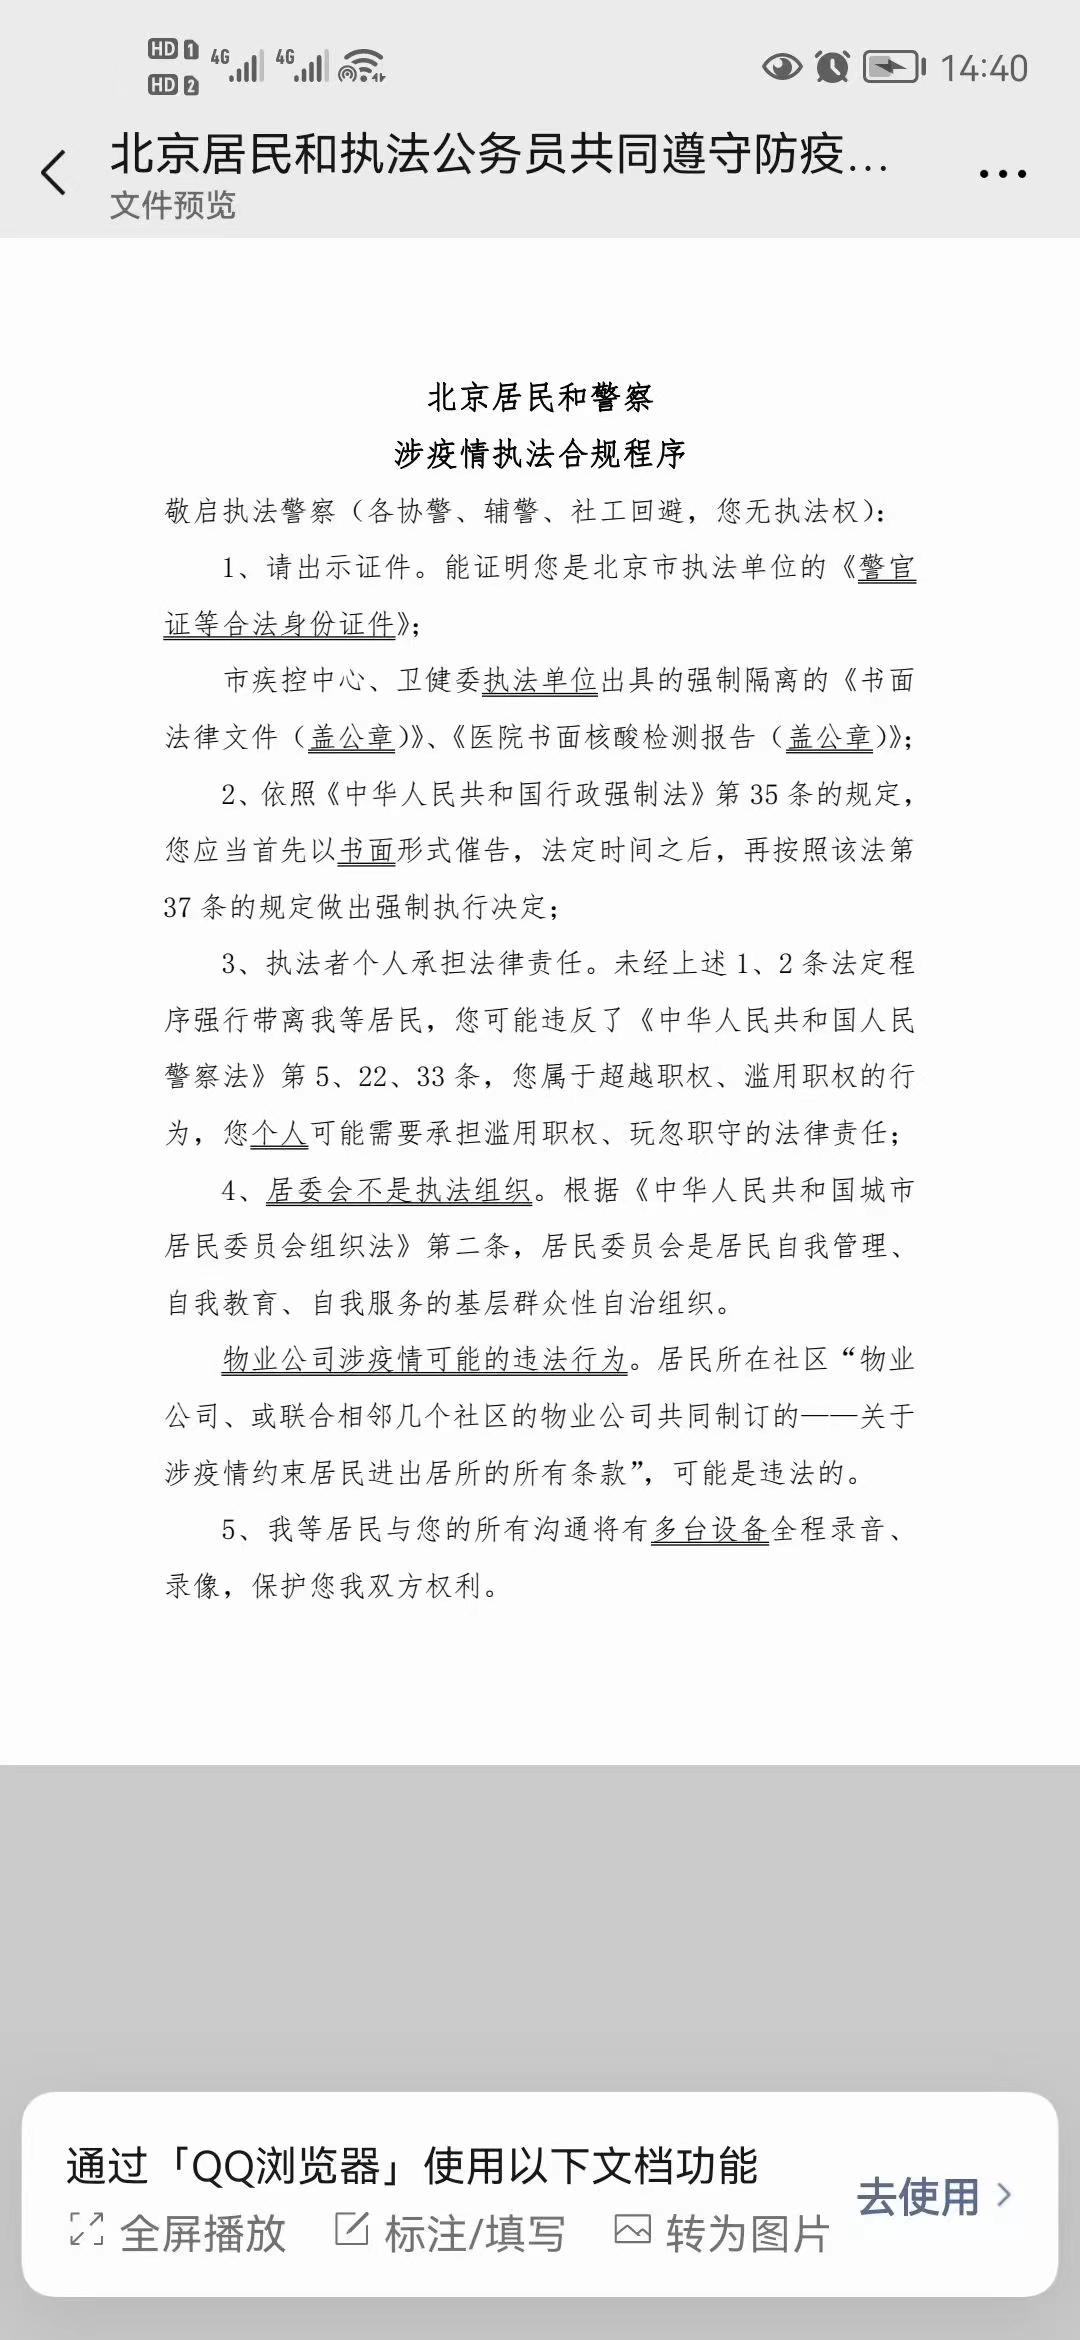 HD 1 4G 4G 14:40
HD 2
北京居民和执法公务员共同遵守防疫...
文件预览
北京居民和警察
涉疫情执法合规程序
敬启执法警察（各协警、辅警、社工回避，您无执法权）：
1、请出示证件。能证明您是北京市执法单位的《警官
证等合法身份证件》；
市疾控中心、卫健委执法单位出具的强制隔离的《书面
法律文件（盖公章）》、《医院书面核酸检测报告（盖公章）》；
2、依照《中华人民共和国行政强制法》第 35 条的规定，
您应当首先以书面形式催告，法定时间之后，再按照该法第
37 条的规定做出强制执行决定；
3、执法者个人承担法律责任。未经上述 1、2 条法定程
序强行带离我等居民，您可能违反了《中华人民共和国人民
警察法》第 5、22、33 条，您属于超越职权、滥用职权的行
为，您个人可能需要承担滥用职权、玩忽职守的法律责任；
4、居委会不是执法组织。根据《中华人民共和国城市
居民委员会组织法》第二条，居民委员会是居民自我管理、
自我教育、自我服务的基层群众性自治组织。
物业公司涉疫情可能的违法行为。居民所在社区“物业
公司、或联合相邻几个社区的物业公司共同制订的——关于
涉疫情约束居民进出居所的所有条款”，可能是违法的。
5、我等居民与您的所有沟通将有多台设备全程录音、
录像，保护您我双方权利。
通过「QQ浏览器」使用以下文档功能
去使用
全屏播放 标注/填写 转为图片